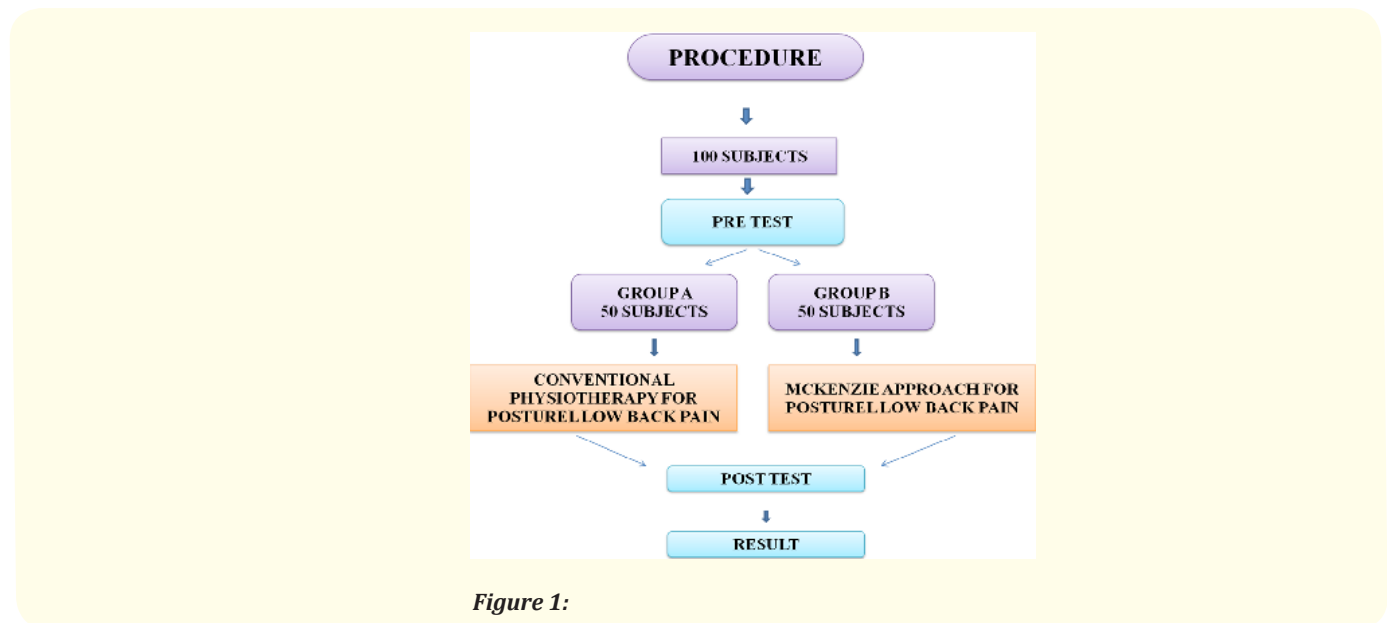 PROCEDURE
100 SUBJECTS
PRE TEST
GROUP A
50 SUBJECTS
GROUP B
50 SUBJECTS
CONVENTIONAL
PHYSIOTHERAPY FOR
POSTUREL LOW BACK PAIN
MCKENZIE APPROACH FOR
POSTUREL LOW BACK PAIN
POST TEST
RESULT
Figure 1: